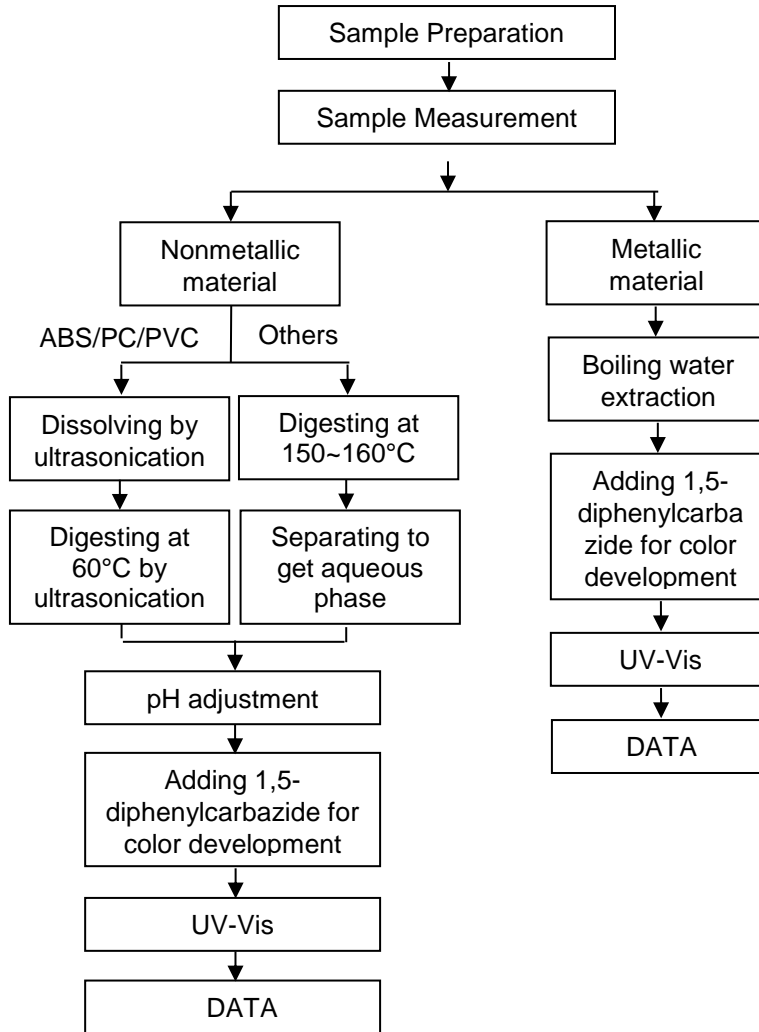 Sample Preparation
Sample Measurement
Nonmetallic
material
Metallic
material
ABS/PC/PVC
Others
Boiling water
extraction
Dissolving by
ultrasonication
Digesting at
150~160°C
Adding 1,5-
diphenylcarba
zide for color
development
Digesting at
60°C by
ultrasonication
Separating to
get aqueous
phase
UV-Vis
pH adjustment
DATA
Adding 1,5-
diphenylcarbazide for
color development
UV-Vis
DATA